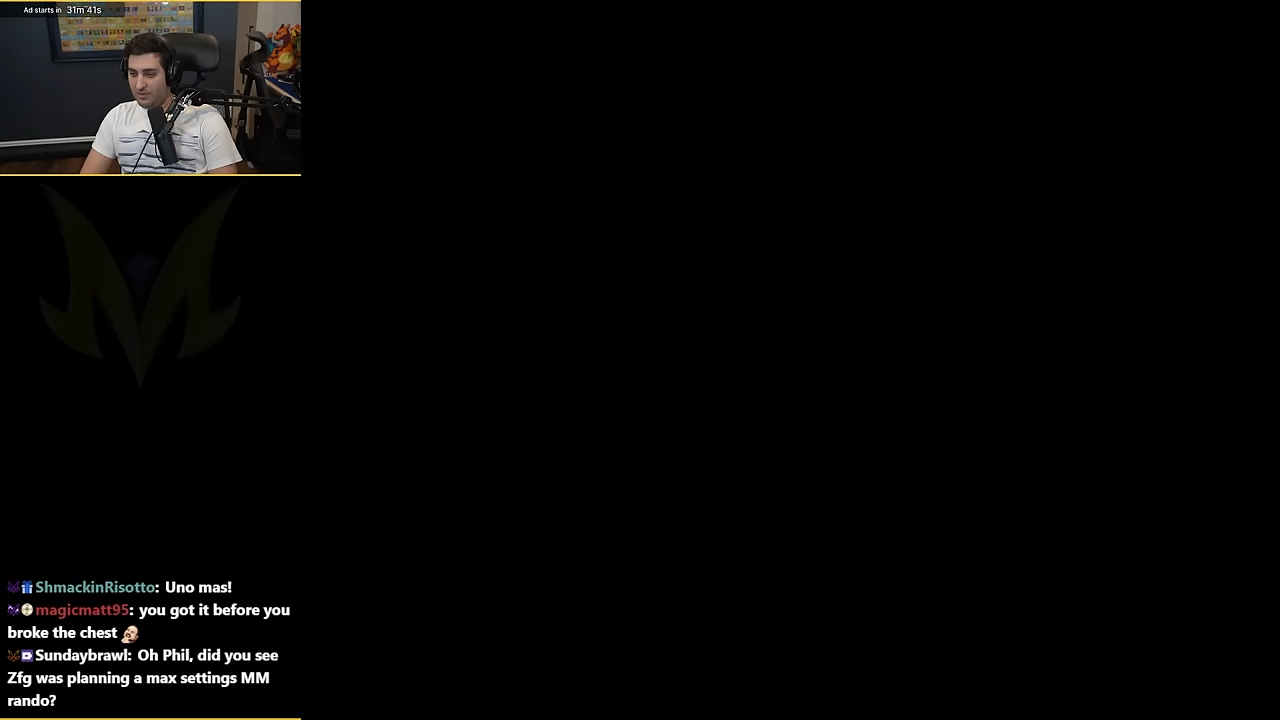 Ad starts in 31m 41s
ShmackinRisotto: Uno mas!
magicmatt95: you got it before you
broke the chest
Sundaybrawl: Oh Phil, did you see
Zfg was planning a max settings MM
rando?